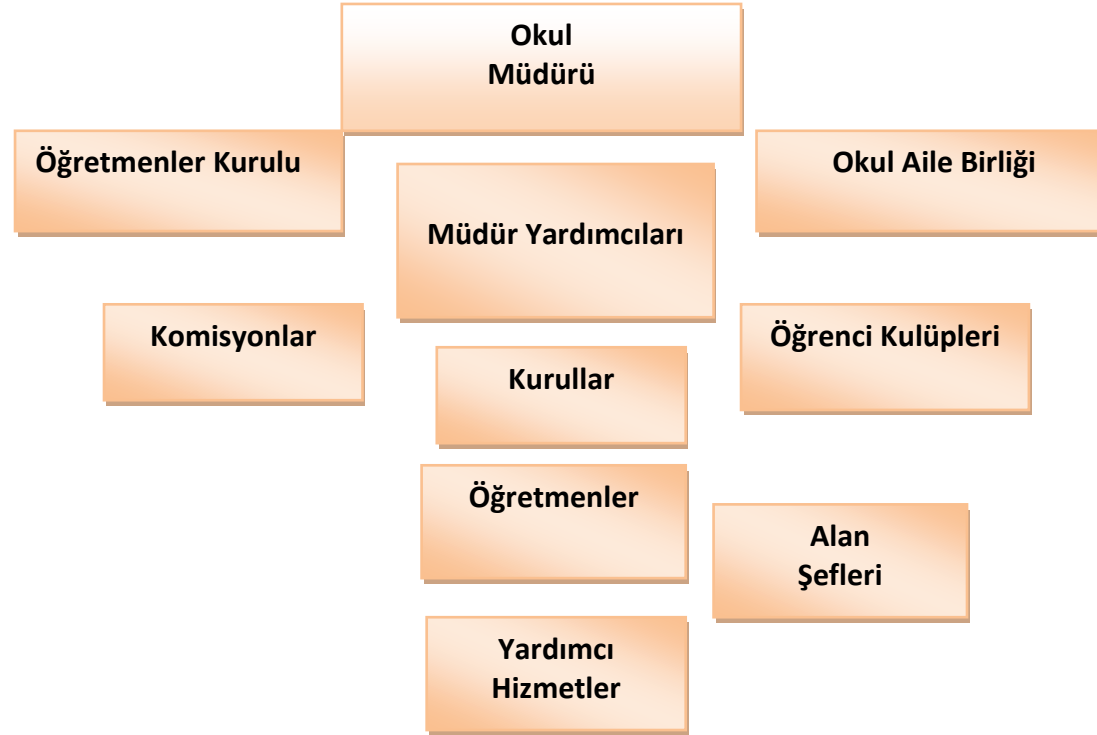 Okul
Müdürü
Öğretmenler Kurulu
Okul Aile Birliği
Müdür Yardımcıları
Komisyonlar
Öğrenci Kulüpleri
Kurullar
Öğretmenler
Alan
Şefleri
Yardımcı
Hizmetler